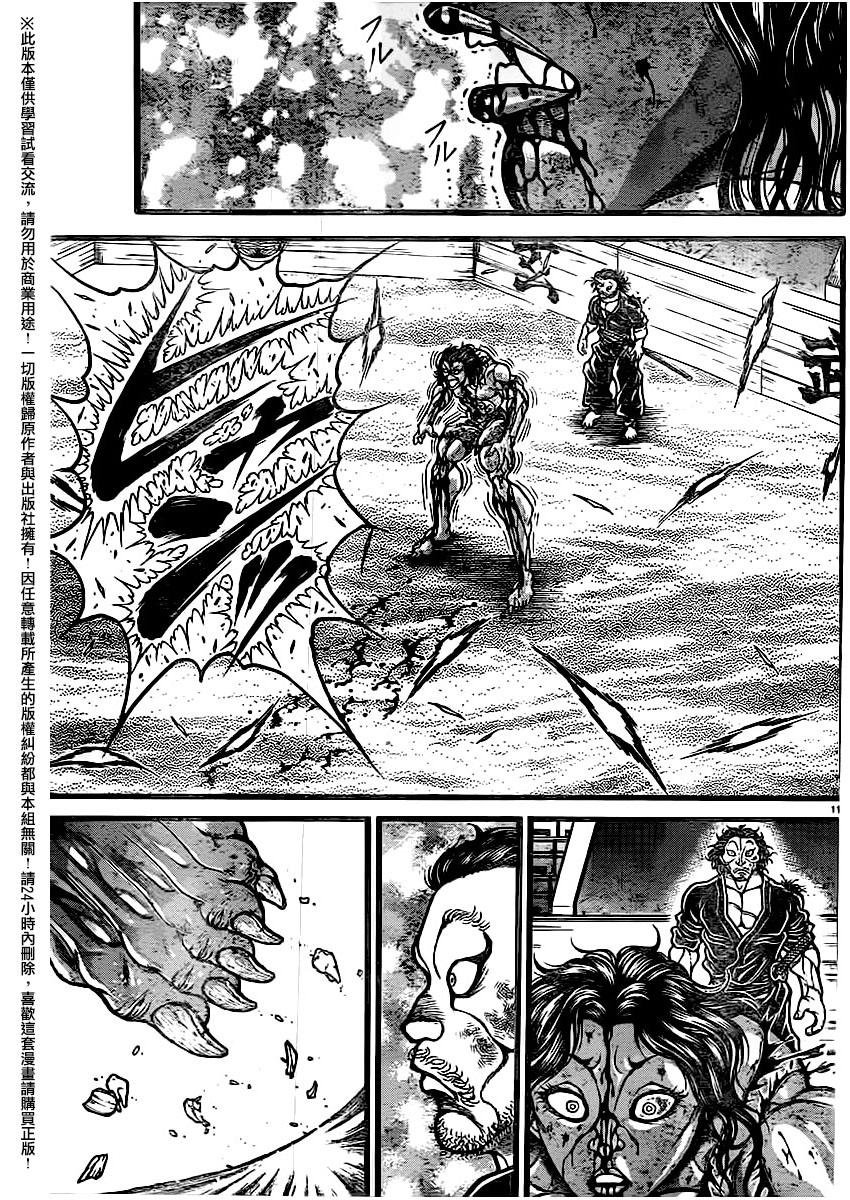 ※此版本僅供學習試看交流，請勿用於商業用途！一切版權歸原作者與出版社擁有！因任意轉載所產生的版權糾紛都與本組無關！請24小時內刪除，喜歡這套漫畫請購買正版！
フル
フル…
11